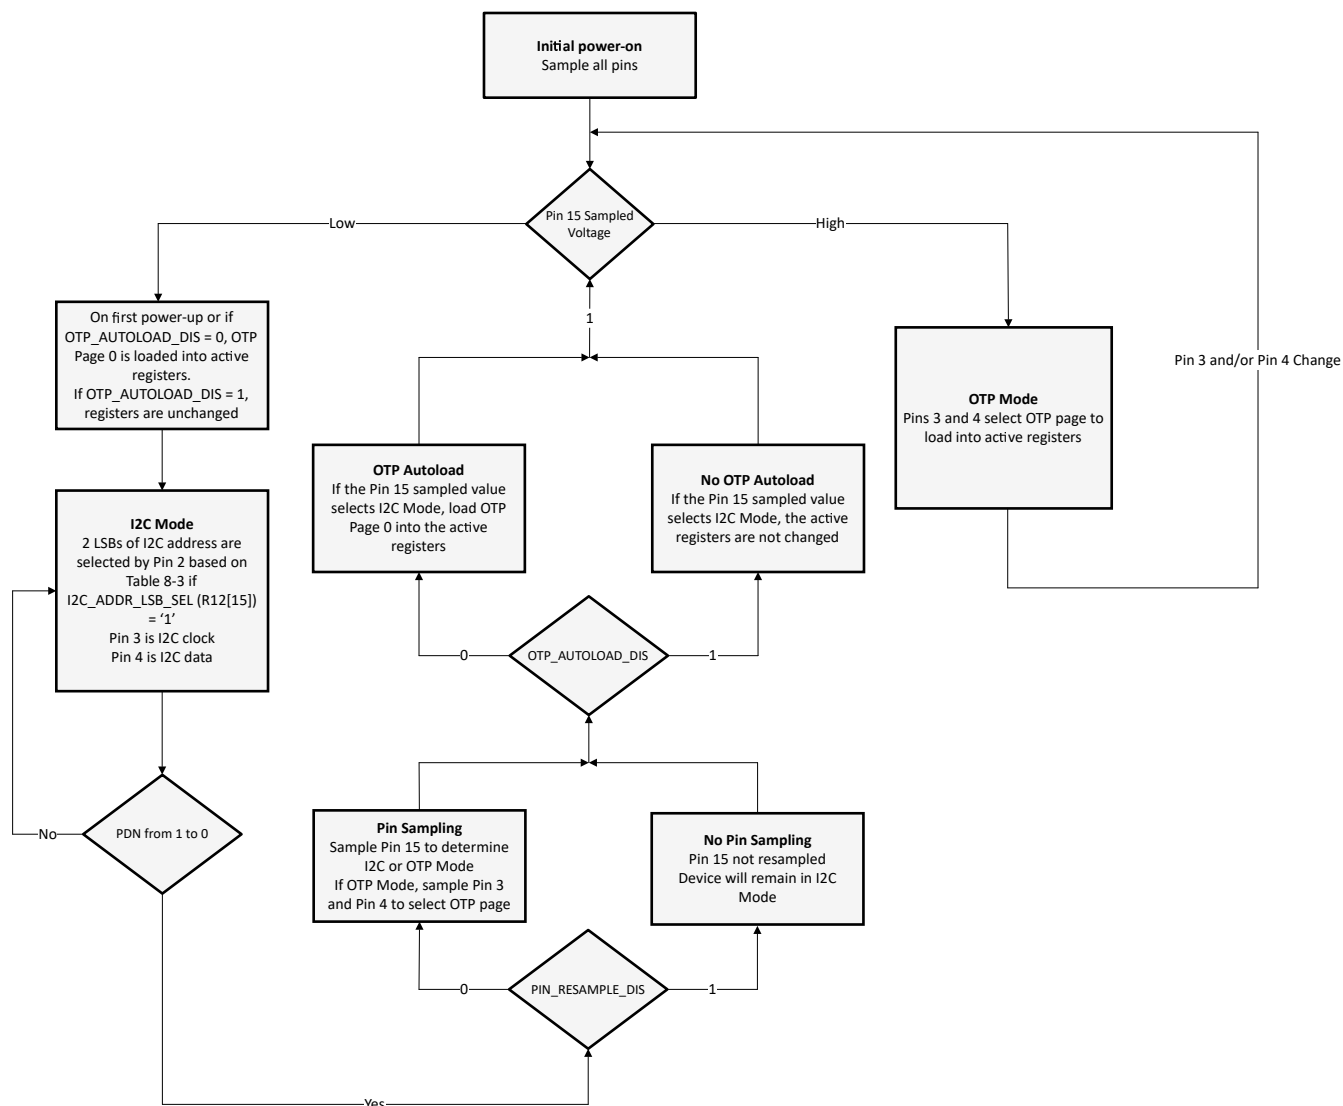 Initial power-on
Sample all pins
Pin 15 Sampled
Voltage
Low
High
1
On first power-up or if
OTP_AUTOLOAD_DIS = 0, OTP
Page 0 is loaded into active
registers.
If OTP_AUTOLOAD_DIS = 1,
registers are unchanged
Pin 3 and/or Pin 4 Change
OTP Mode
Pins 3 and 4 select OTP page to
load into active registers
OTP Autoload
If the Pin 15 sampled value
selects I2C Mode, load OTP
Page 0 into the active
registers
No OTP Autoload
If the Pin 15 sampled value
selects I2C Mode, the active
registers are not changed
I2C Mode
2 LSBs of I2C address are
selected by Pin 2 based on
Table 8-3 if
I2C_ADDR_LSB_SEL (R12[15])
= ‘1’
Pin 3 is I2C clock
Pin 4 is I2C data
0
OTP_AUTOLOAD_DIS
1
No
PDN from 1 to 0
Pin Sampling
Sample Pin 15 to determine
I2C or OTP Mode
If OTP Mode, sample Pin 3
and Pin 4 to select OTP page
No Pin Sampling
Pin 15 not resampled
Device will remain in I2C
Mode
0
PIN_RESAMPLE_DIS
1
Yes